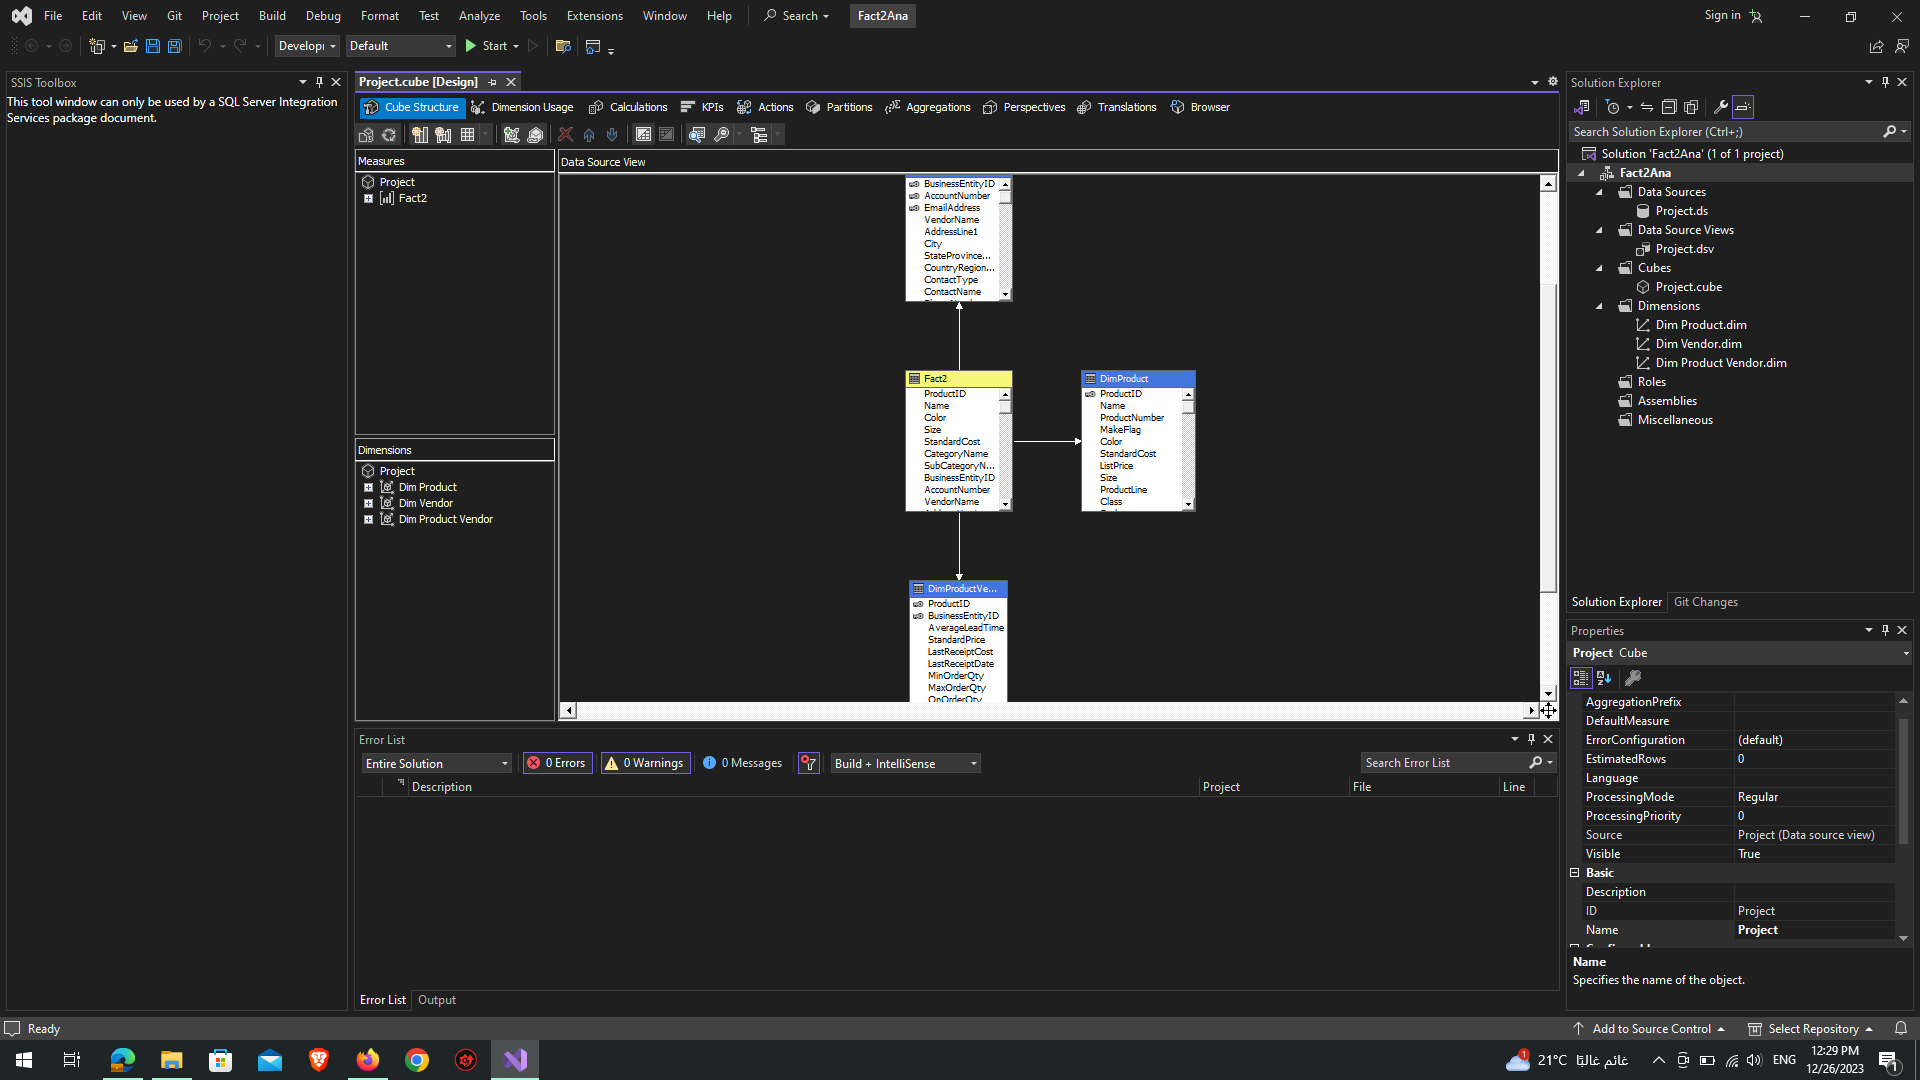 File Edit View Git Project Build Debug Format Test Analyze Tools Extensions Window Help Search Fact2Ana Sign in
Develop Default Start
SSIS Toolbox
This tool window can only be used by a SQL Server Integration
Services package document.
Project.cube [Design]
Cube Structure Dimension Usage Calculations KPIs Actions Partitions Aggregations Perspectives Translations Browser
Measures
Project
Fact2
Dimensions
Project
Dim Product
Dim Vendor
Dim Product Vendor
Data Source View
BusinessEntityID
AccountNumber
EmailAddress
VendorName
AddressLine1
City
StateProvince...
CountryRegion...
ContactType
ContactName
Fact2
ProductID
Name
Color
Size
StandardCost
CategoryName
SubCategoryN...
BusinessEntityID
AccountNumber
VendorName
DimProduct
ProductID
Name
ProductNumber
MakeFlag
Color
StandardCost
ListPrice
Size
ProductLine
Class
DimProductVe...
ProductID
BusinessEntityID
AverageLeadTime
StandardPrice
LastReceiptCost
LastReceiptDate
MinOrderQty
MaxOrderQty
OnOrderQty
Error List
Entire Solution 0 Errors 0 Warnings 0 Messages Build + IntelliSense Search Error List
Description Project File Line
Error List Output
Solution Explorer
Search Solution Explorer (Ctrl+;)
Solution 'Fact2Ana' (1 of 1 project)
Fact2Ana
Data Sources
Project.ds
Data Source Views
Project.dsv
Cubes
Project.cube
Dimensions
Dim Product.dim
Dim Vendor.dim
Dim Product Vendor.dim
Roles
Assemblies
Miscellaneous
Solution Explorer Git Changes
Properties
Project Cube
AggregationPrefix
DefaultMeasure
ErrorConfiguration (default)
EstimatedRows 0
Language
ProcessingMode Regular
ProcessingPriority 0
Source Project (Data source view)
Visible True
Basic
Description
ID Project
Name Project
Name
Specifies the name of the object.
Ready Add to Source Control Select Repository
1 21°C غائم غالبًا ENG 12:29 PM
12/26/2023 1